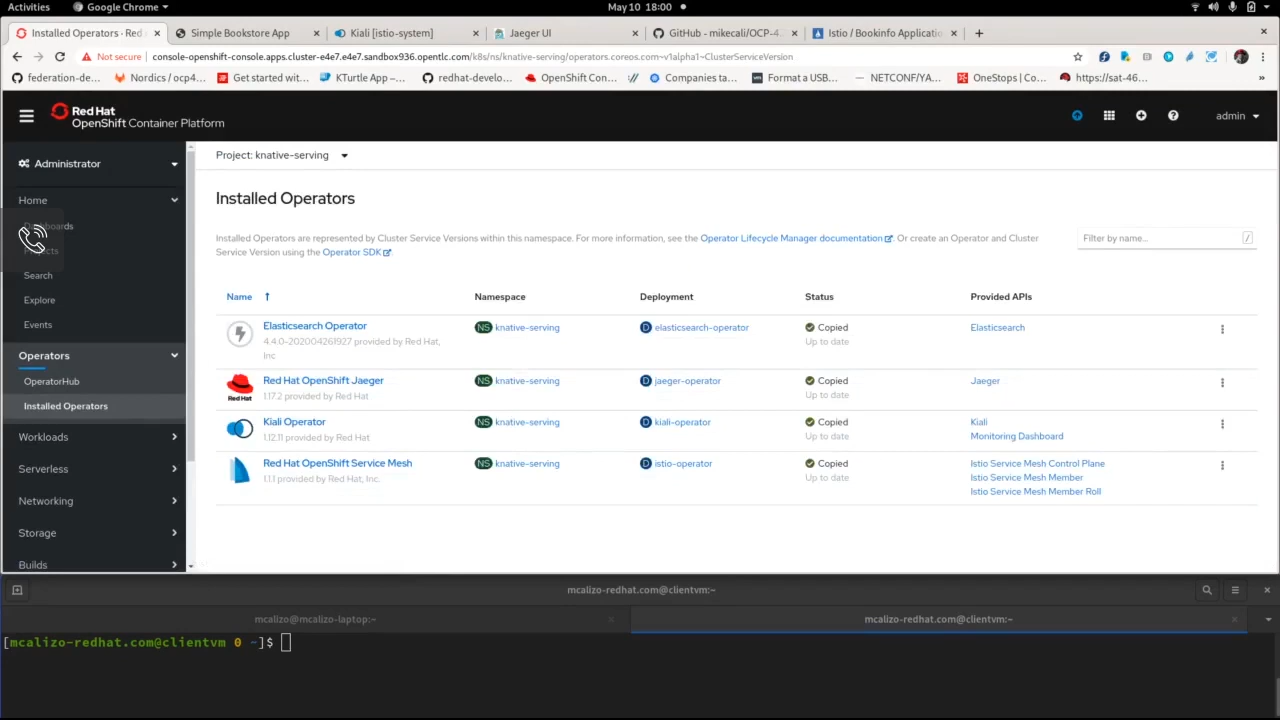 Activities
Google Chrome
May 10 18:00
Installed Operators · Red
Simple Bookstore App
Kiali [istio-system]
Jaeger UI
GitHub - mikecali/OCP-4
Istio / Bookinfo Applicatio
Not secure
console-openshift-console.apps.cluster-e4e7.e4e7.sandbox936.opentlc.com/k8s/ns/knative-serving/operators.coreos.com~v1alpha1~ClusterServiceVersion
federation-de...
Nordics / ocp4...
Get started wit...
KTurtle App –...
redhat-develo...
OpenShift Con...
Companies ta...
Format a USB...
NETCONF/YA...
OneStops | Co...
https://sat-46...
»
Red Hat
OpenShift Container Platform
admin
Administrator
Project: knative-serving
Home
Installed Operators
Dashboards
Projects
Search
Explore
Events
Operators
OperatorHub
Installed Operators
Workloads
Serverless
Networking
Storage
Builds
Installed Operators are represented by Cluster Service Versions within this namespace. For more information, see the Operator Lifecycle Manager documentation. Or create an Operator and Cluster
Service Version using the Operator SDK.
Filter by name...
/
Name
Namespace
Deployment
Status
Provided APIs
Elasticsearch Operator
4.4.0-202004261927 provided by Red Hat,
Inc
NS knative-serving
D elasticsearch-operator
Copied
Up to date
Elasticsearch
Red Hat
Red Hat OpenShift Jaeger
1.17.2 provided by Red Hat
NS knative-serving
D jaeger-operator
Copied
Up to date
Jaeger
Kiali Operator
1.12.11 provided by Red Hat
NS knative-serving
D kiali-operator
Copied
Up to date
Kiali
Monitoring Dashboard
Red Hat OpenShift Service Mesh
1.1.1 provided by Red Hat, Inc.
NS knative-serving
D istio-operator
Copied
Up to date
Istio Service Mesh Control Plane
Istio Service Mesh Member
Istio Service Mesh Member Roll
mcalizo-redhat.com@clientvm:~
mcalizo@mcalizo-laptop:~
mcalizo-redhat.com@clientvm:~
[mcalizo-redhat.com@clientvm 0 ~]$